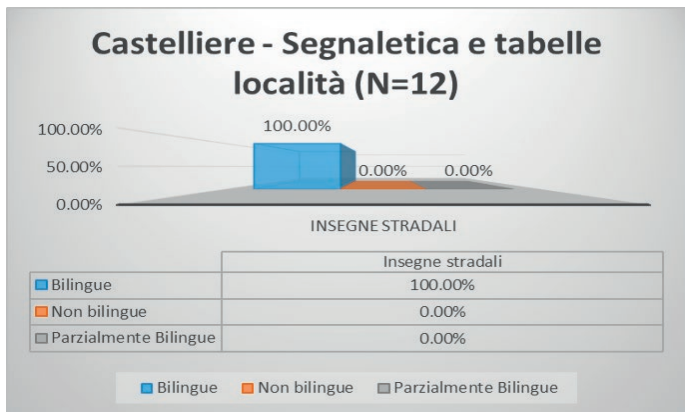 Castelliere - Segnaletica e tabelle
località (N=12)
100.00%
50.00%
0.00%
100.00%
0.00%
0.00%
INSEGNE STRADALI
Insegne stradali
Bilingue 100.00%
Non bilingue 0.00%
Parzialmente Bilingue 0.00%
Bilingue Non bilingue Parzialmente Bilingue